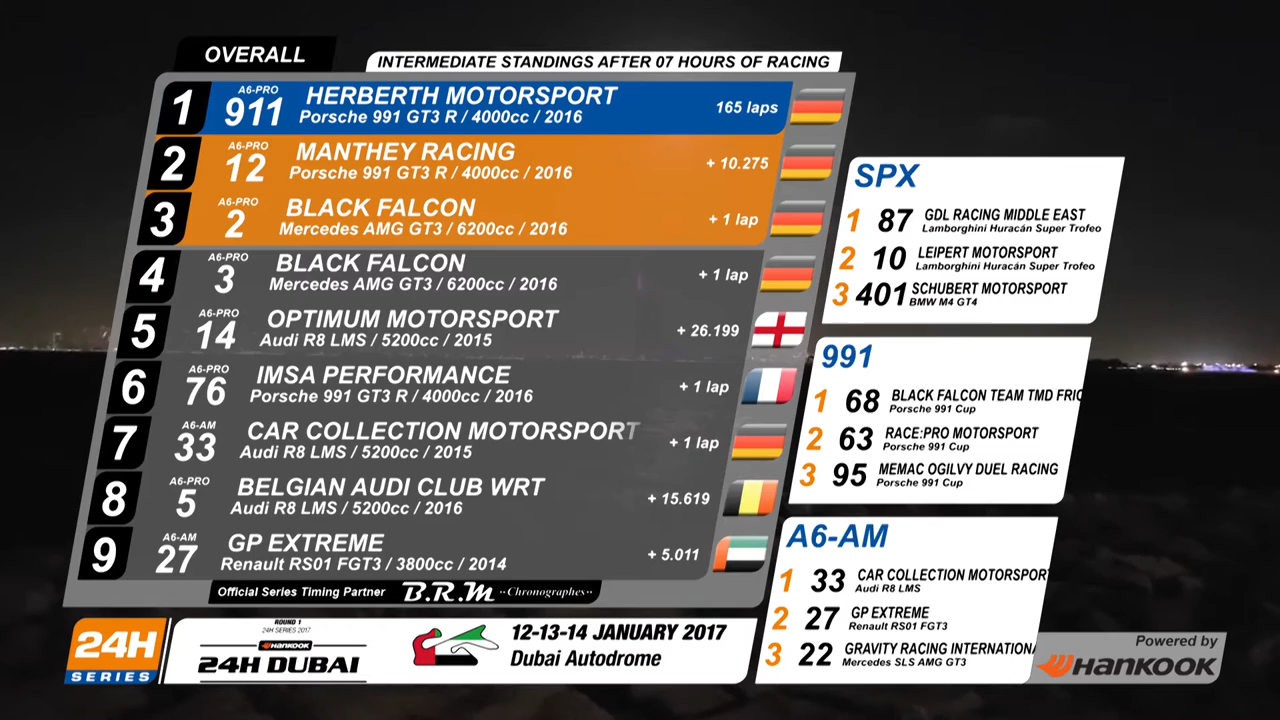 OVERALL
INTERMEDIATE STANDINGS AFTER 07 HOURS OF RACING
1 A6-PRO 911 HERBERTH MOTORSPORT 165 laps
Porsche 991 GT3 R / 4000cc / 2016
2 A6-PRO 12 MANTHEY RACING + 10.275
Porsche 991 GT3 R / 4000cc / 2016
3 A6-PRO 2 BLACK FALCON + 1 lap
Mercedes AMG GT3 / 6200cc / 2016
4 A6-PRO 3 BLACK FALCON + 1 lap
Mercedes AMG GT3 / 6200cc / 2016
5 A6-PRO 14 OPTIMUM MOTORSPORT + 26.199
Audi R8 LMS / 5200cc / 2015
6 A6-PRO 76 IMSA PERFORMANCE + 1 lap
Porsche 991 GT3 R / 4000cc / 2016
7 A6-AM 33 CAR COLLECTION MOTORSPORT + 1 lap
Audi R8 LMS / 5200cc / 2015
8 A6-PRO 5 BELGIAN AUDI CLUB WRT + 15.619
Audi R8 LMS / 5200cc / 2016
9 A6-AM 27 GP EXTREME + 5.011
Renault RS01 FGT3 / 3800cc / 2014
Official Series Timing Partner B.R.M Chronographes
SPX
1 87 GDL RACING MIDDLE EAST
Lamborghini Huracán Super Trofeo
2 10 LEIPERT MOTORSPORT
Lamborghini Huracán Super Trofeo
3 401 SCHUBERT MOTORSPORT
BMW M4 GT4
991
1 68 BLACK FALCON TEAM TMD FRIC
Porsche 991 Cup
2 63 RACE:PRO MOTORSPORT
Porsche 991 Cup
3 95 MEMAC OGILVY DUEL RACING
Porsche 991 Cup
A6-AM
1 33 CAR COLLECTION MOTORSPORT
Audi R8 LMS
2 27 GP EXTREME
Renault RS01 FGT3
3 22 GRAVITY RACING INTERNATIONA
Mercedes SLS AMG GT3
24H
SERIES
ROUND 1
24H SERIES 2017
HANKOOK
24H DUBAI
12-13-14 JANUARY 2017
Dubai Autodrome
Powered by
HANKOOK